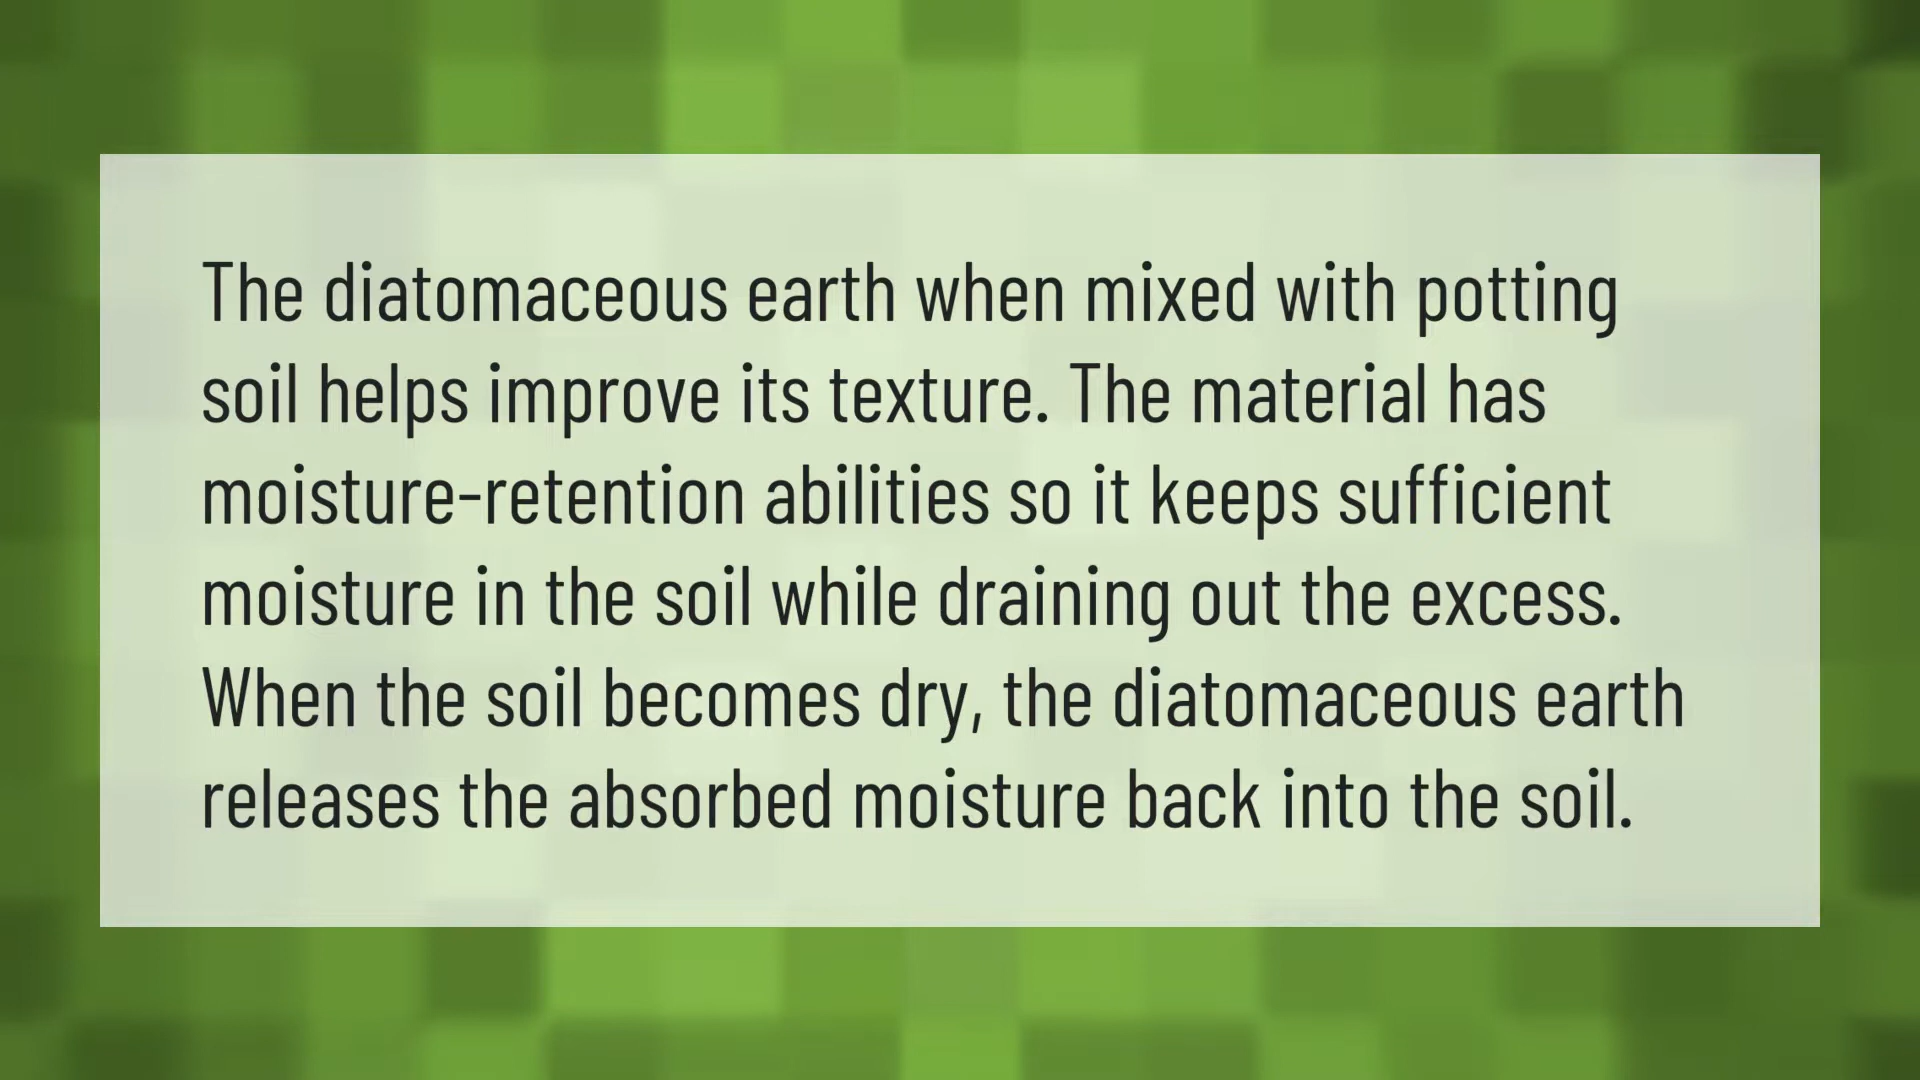 The diatomaceous earth when mixed with potting
soil helps improve its texture. The material has
moisture-retention abilities so it keeps sufficient
moisture in the soil while draining out the excess.
When the soil becomes dry, the diatomaceous earth
releases the absorbed moisture back into the soil.